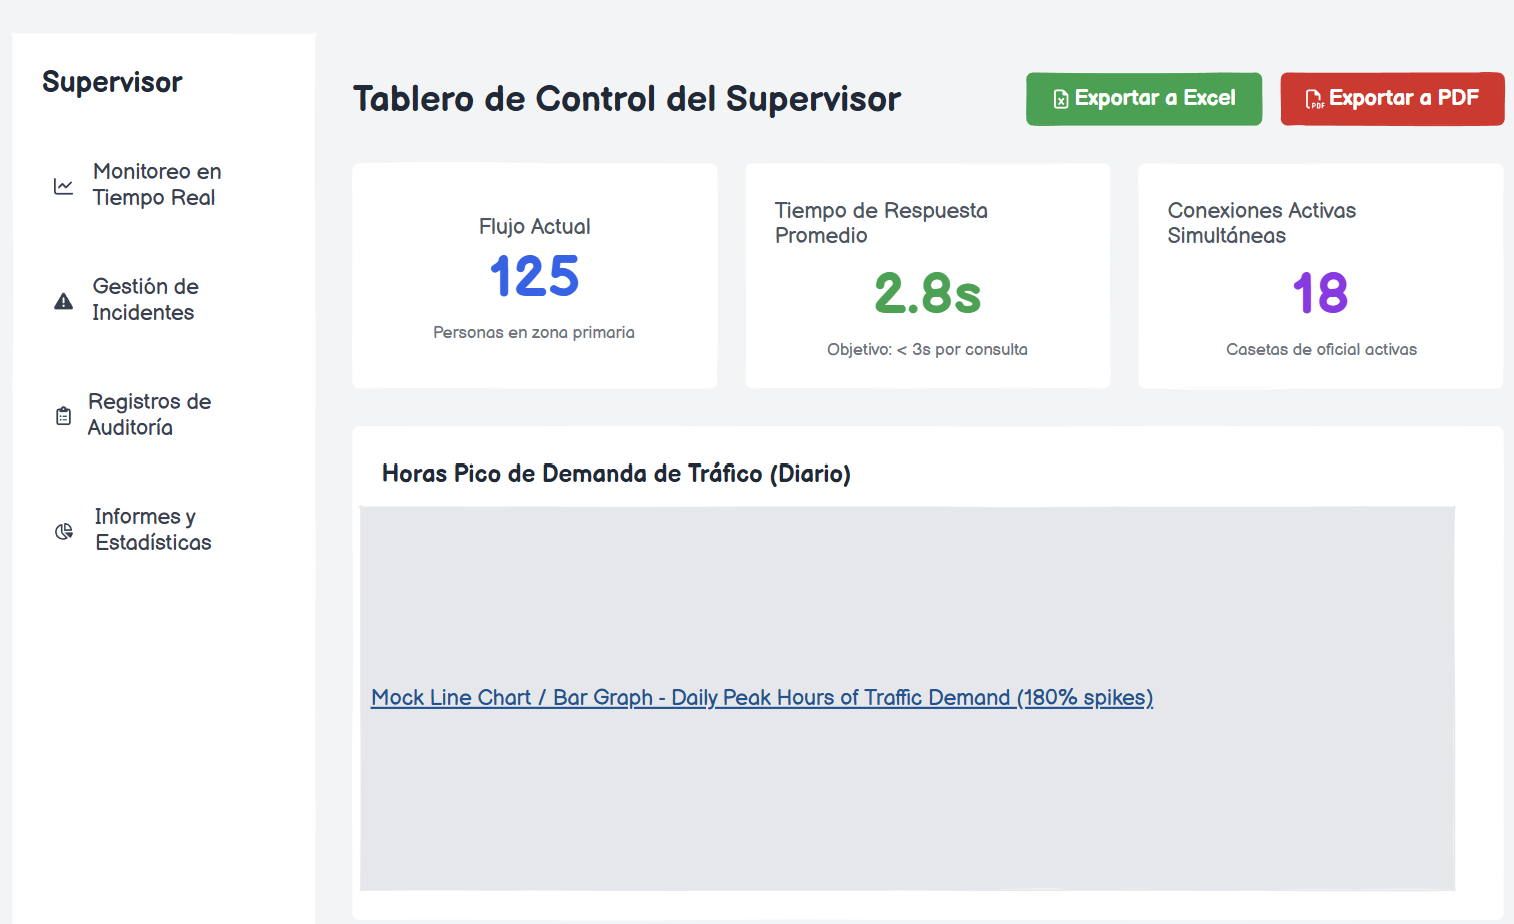 Supervisor
Monitoreo en
Tiempo Real
Gestión de
Incidentes
Registros de
Auditoría
Informes y
Estadísticas
Tablero de Control del Supervisor
Exportar a Excel
PDF
Exportar a PDF
Flujo Actual
125
Personas en zona primaria
Tiempo de Respuesta
Promedio
2.8s
Objetivo: < 3s por consulta
Conexiones Activas
Simultáneas
18
Casetas de oficial activas
Horas Pico de Demanda de Tráfico (Diario)
Mock Line Chart / Bar Graph - Daily Peak Hours of Traffic Demand (180% spikes)